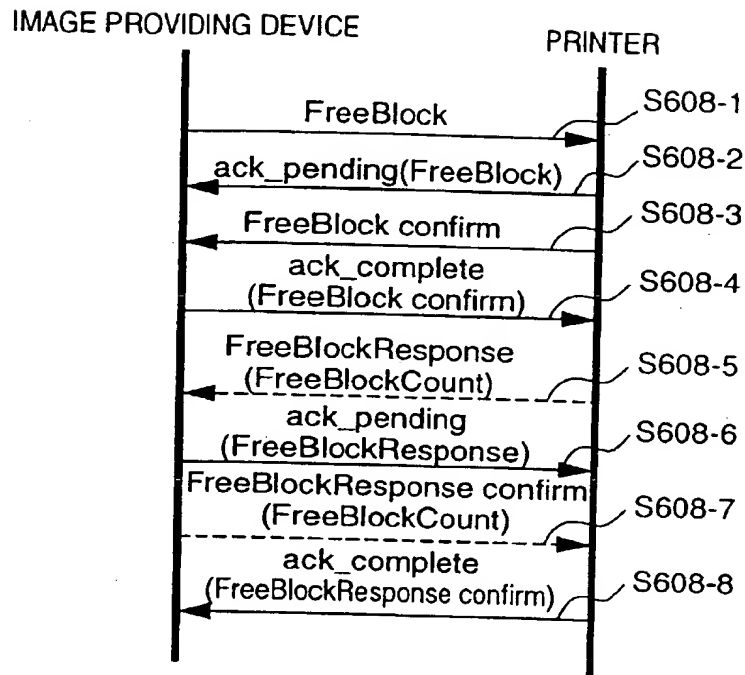 IMAGE PROVIDING DEVICE
PRINTER
FreeBlock
S608-1
ack_pending(FreeBlock)
S608-2
FreeBlock confirm
S608-3
ack_complete
(FreeBlock confirm)
S608-4
FreeBlockResponse
(FreeBlockCount)
S608-5
ack_pending
(FreeBlockResponse)
S608-6
FreeBlockResponse confirm
(FreeBlockCount)
S608-7
ack_complete
(FreeBlockResponse confirm)
S608-8